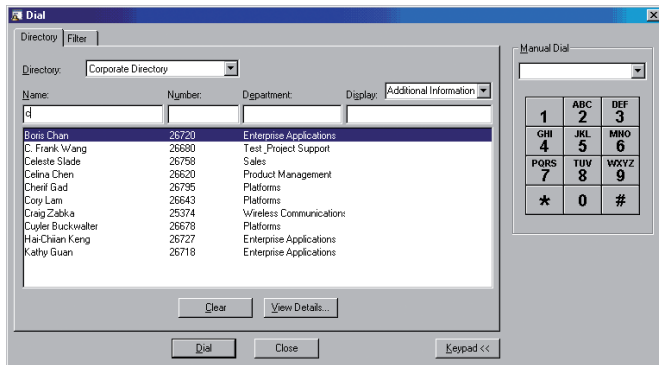 Dial
Directory Filter
Directory: Corporate Directory
Name: Number: Department: Display: Additional Information
c
Boris Chan 26720 Enterprise Applications
C. Frank Wang 26680 Test_Project Support
Celeste Slade 26758 Sales
Celina Chen 26620 Product Management
Cherif Gad 26795 Platforms
Cory Lam 26643 Platforms
Craig Zabka 25374 Wireless Communications
Cuyler Buckwalter 26678 Platforms
Hai-Chiian Keng 26727 Enterprise Applications
Kathy Guan 26718 Enterprise Applications
Clear View Details...
Dial Close Keypad <<
Manual Dial
ABC DEF
1 2 3
GHI JKL MNO
4 5 6
PQRS TUV WXYZ
7 8 9
* 0 #